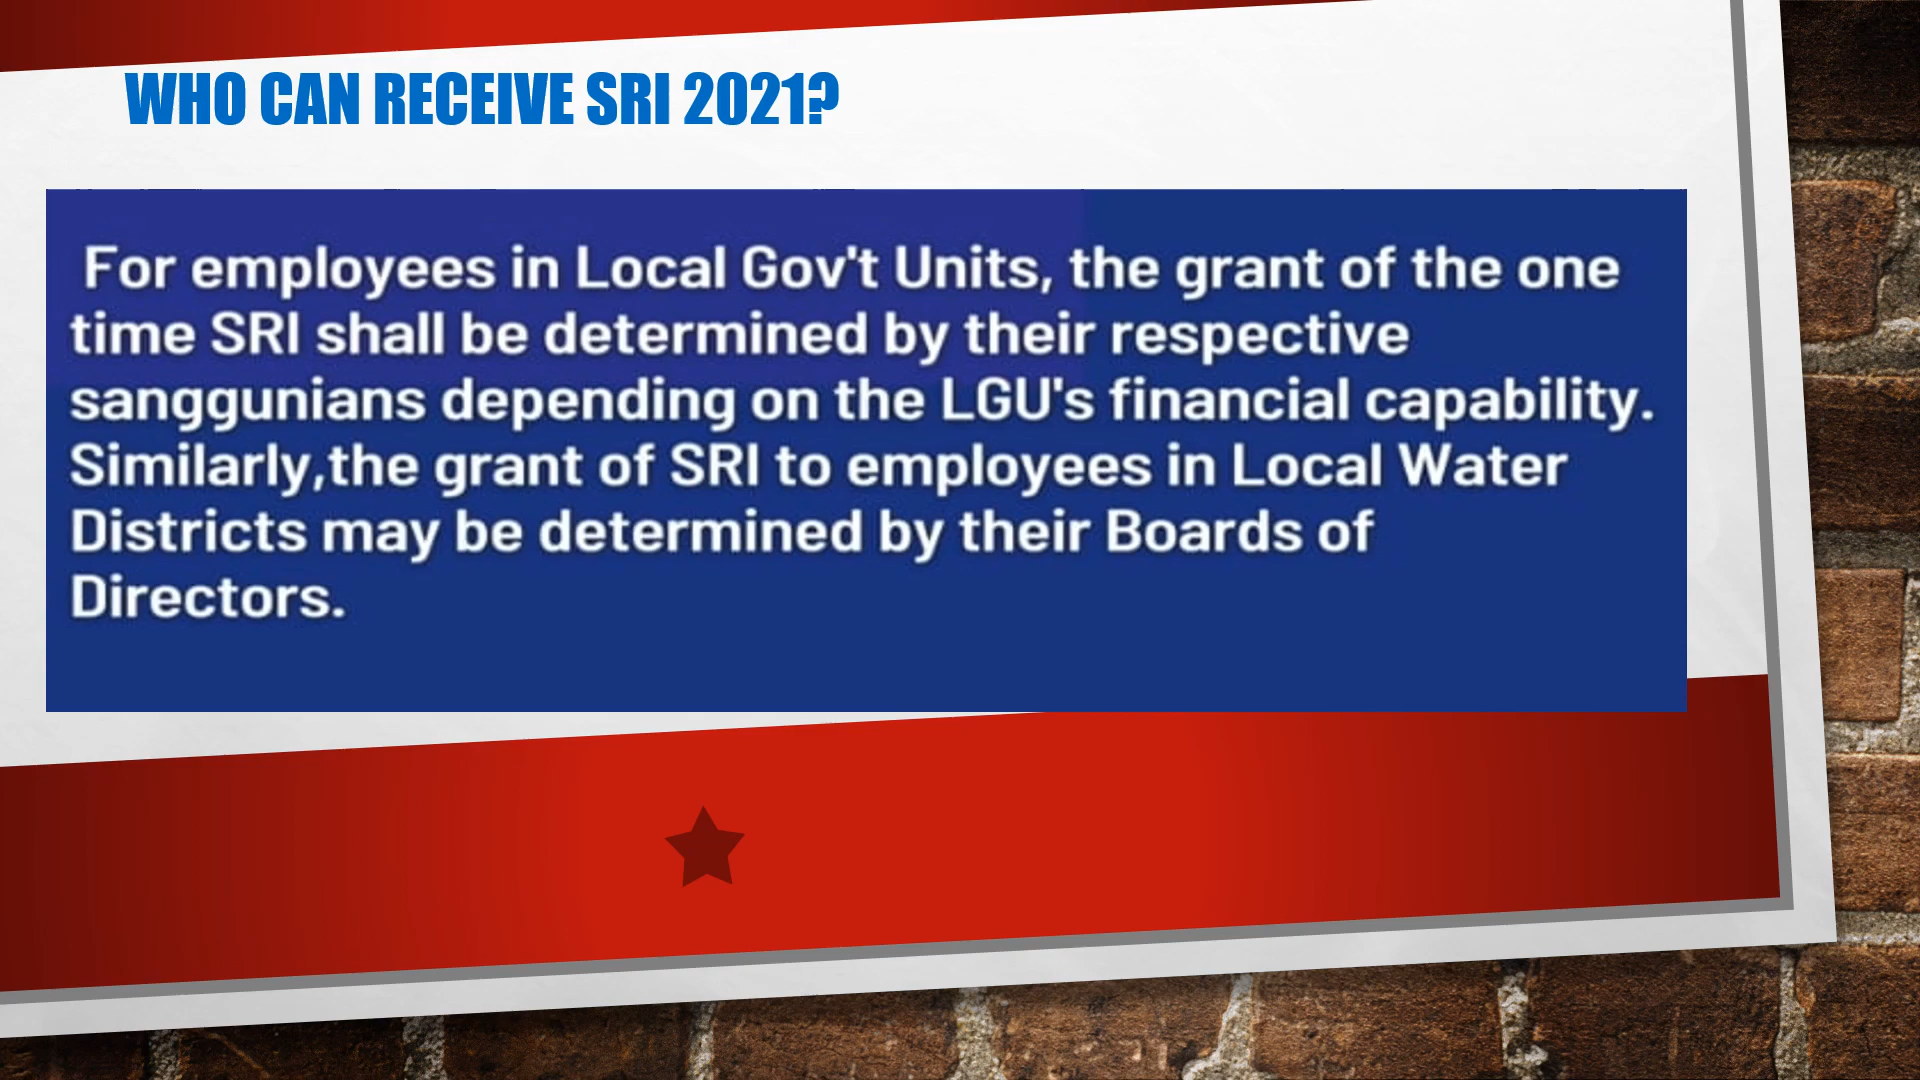 WHO CAN RECEIVE SRI 2021?
For employees in Local Gov't Units, the grant of the one
time SRI shall be determined by their respective
sanggunians depending on the LGU's financial capability.
Similarly,the grant of SRI to employees in Local Water
Districts may be determined by their Boards of
Directors.